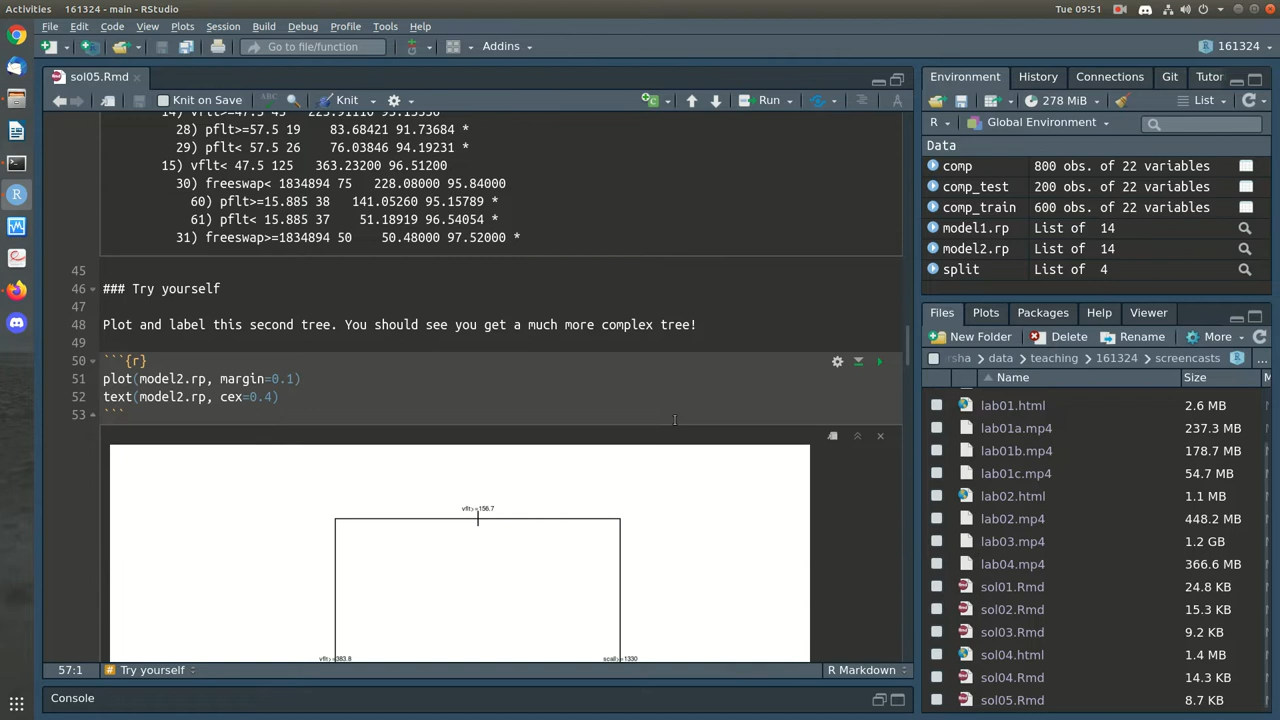 Activities 161324 - main - RStudio Tue 09:51
File Edit Code View Plots Session Build Debug Profile Tools Help
Go to file/function Addins 161324
sol05.Rmd
Knit on Save Knit Run
28) pflt>=57.5 19 83.68421 91.73684 *
29) pflt< 57.5 26 76.03846 94.19231 *
15) vflt< 47.5 125 363.23200 96.51200
30) freeswap< 1834894 75 228.08000 95.84000
60) pflt>=15.885 38 141.05260 95.15789 *
61) pflt< 15.885 37 51.18919 96.54054 *
31) freeswap>=1834894 50 50.48000 97.52000 *
45
46 ### Try yourself
47
48 Plot and label this second tree. You should see you get a much more complex tree!
49
50 ```{r}
51 plot(model2.rp, margin=0.1)
52 text(model2.rp, cex=0.4)
53 ```
vflt>=156.7
vflt>=383.8 scall>=1330
57:1 # Try yourself R Markdown
Console
Environment History Connections Git Tutor
278 MiB List
R Global Environment
Data
comp 800 obs. of 22 variables
comp_test 200 obs. of 22 variables
comp_train 600 obs. of 22 variables
model1.rp List of 14
model2.rp List of 14
split List of 4
Files Plots Packages Help Viewer
New Folder Delete Rename More
rsha data teaching 161324 screencasts ...
Name Size M
lab01.html 2.6 MB
lab01a.mp4 237.3 MB
lab01b.mp4 178.7 MB
lab01c.mp4 54.7 MB
lab02.html 1.1 MB
lab02.mp4 448.2 MB
lab03.mp4 1.2 GB
lab04.mp4 366.6 MB
sol01.Rmd 24.8 KB
sol02.Rmd 15.3 KB
sol03.Rmd 9.2 KB
sol04.html 1.4 MB
sol04.Rmd 14.3 KB
sol05.Rmd 8.7 KB